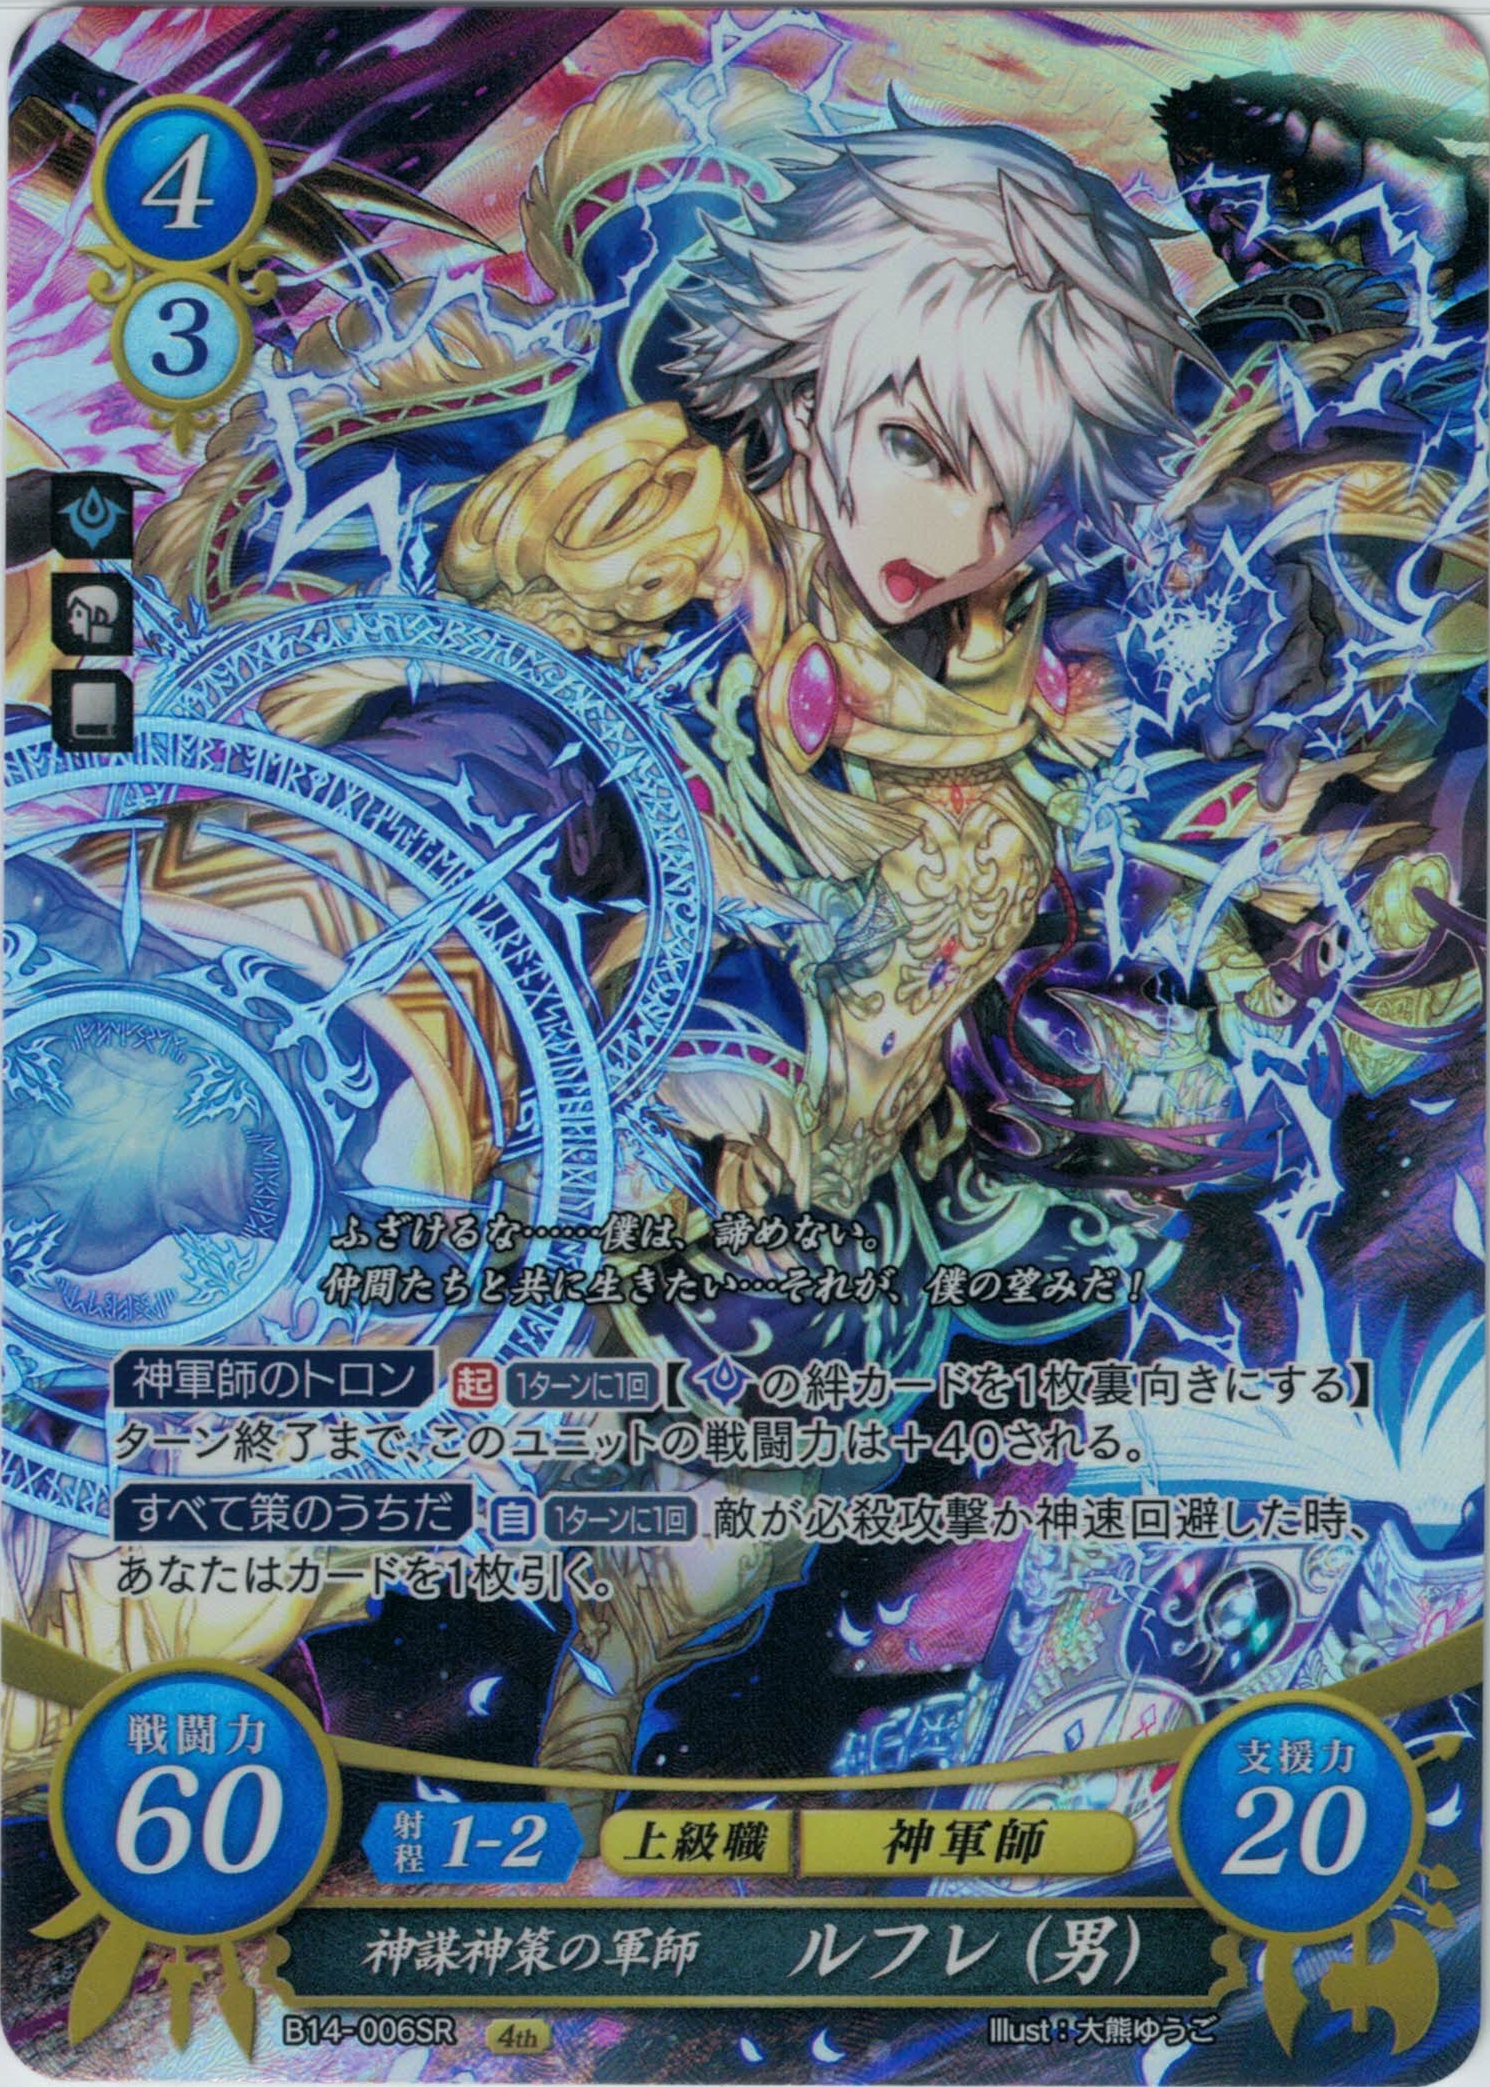 4
3
ふざけるな……僕は、諦めない。
仲間たちと共に生きたい…それが、僕の望みだ！
神軍師のトロン 起 1ターンに1回 【の絆カードを1枚裏向きにする】
ターン終了まで、このユニットの戦闘力は＋40される。
すべて策のうちだ 自 1ターンに1回 敵が必殺攻撃か神速回避した時、
あなたはカードを1枚引く。
戦闘力
60
射程 1-2
上級職 神軍師
支援力
20
神謀神策の軍師 ルフレ（男）
B14-006SR 4th Illust：大熊ゆうご